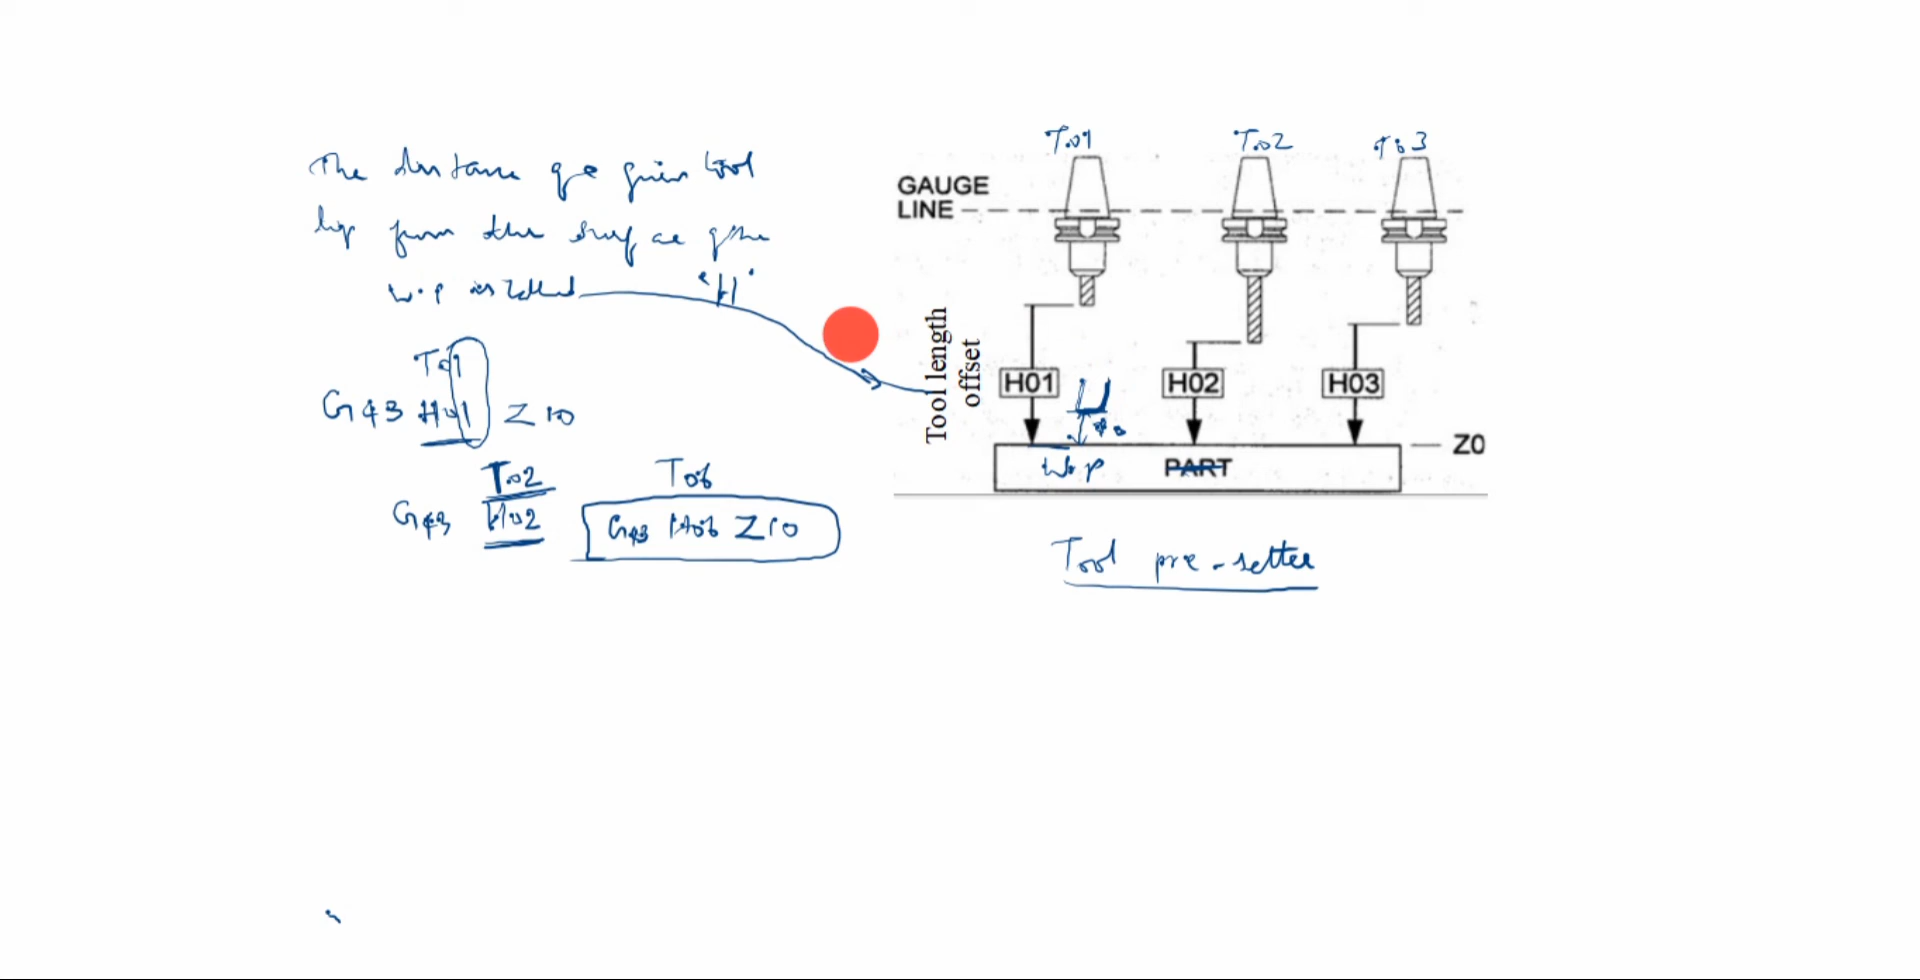 The distance of a given tool
tip from the surface of the
W.P is called "H"
T01
G43 H01 Z10
T02
G43 H02
T06
G43 H06 Z10
T01 T02 T03
GAUGE
LINE
Tool length
offset
H01 H02 H03
Z0
W.P PART
Tool pre-setter